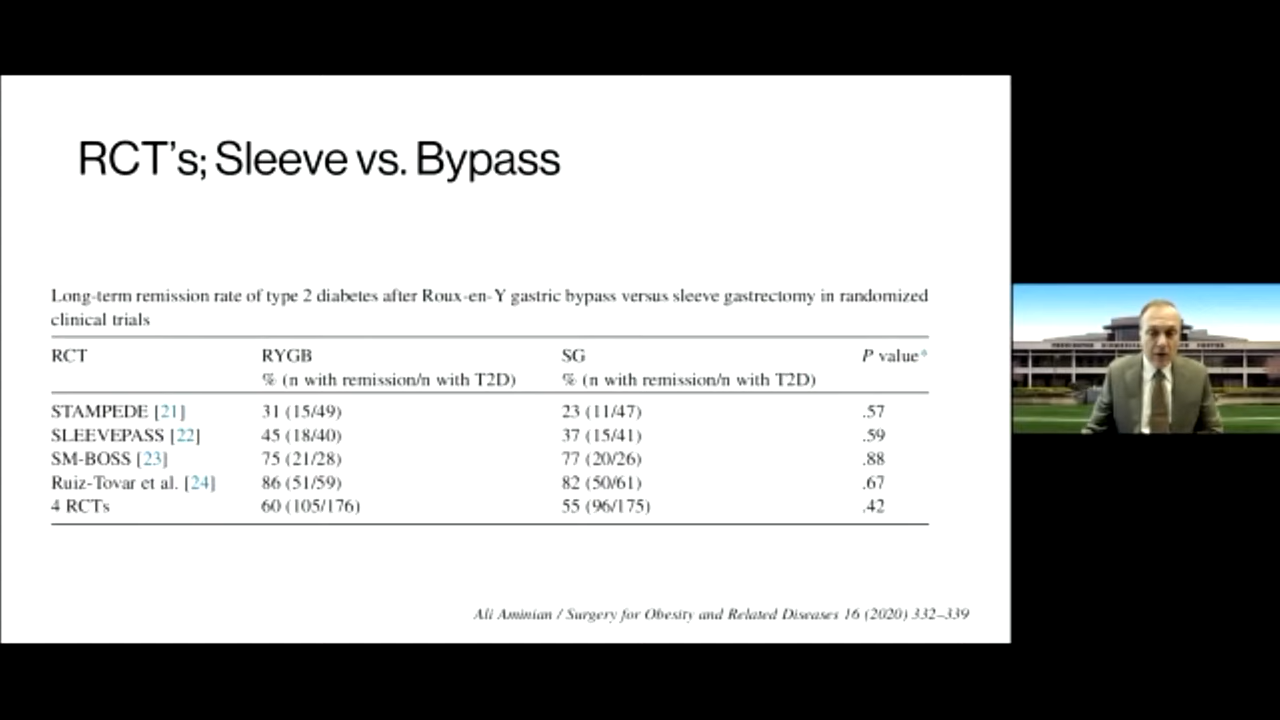 RCT's; Sleeve vs. Bypass
Long-term remission rate of type 2 diabetes after Roux-en-Y gastric bypass versus sleeve gastrectomy in randomized
clinical trials
RCT RYGB SG P value*
% (n with remission/n with T2D) % (n with remission/n with T2D)
STAMPEDE [21] 31 (15/49) 23 (11/47) .57
SLEEVEPASS [22] 45 (18/40) 37 (15/41) .59
SM-BOSS [23] 75 (21/28) 77 (20/26) .88
Ruiz-Tovar et al. [24] 86 (51/59) 82 (50/61) .67
4 RCTs 60 (105/176) 55 (96/175) .42
Ali Aminian / Surgery for Obesity and Related Diseases 16 (2020) 332–339